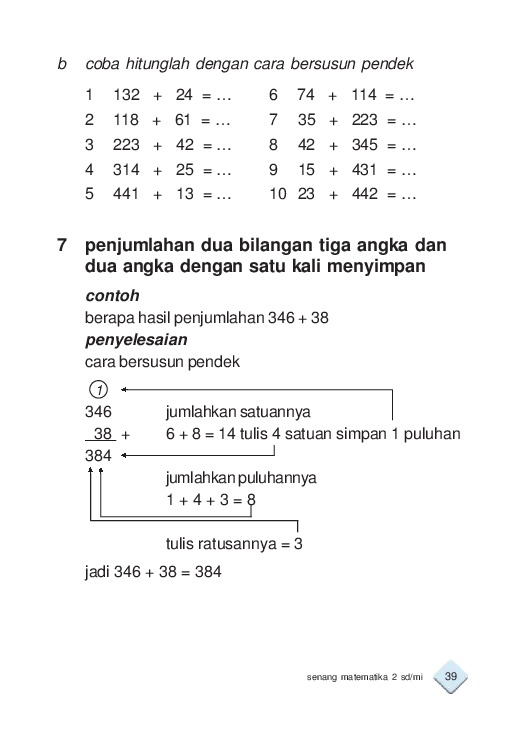 b coba hitunglah dengan cara bersusun pendek
1 132 + 24 = ... 6 74 + 114 = ...
2 118 + 61 = ... 7 35 + 223 = ...
3 223 + 42 = ... 8 42 + 345 = ...
4 314 + 25 = ... 9 15 + 431 = ...
5 441 + 13 = ... 10 23 + 442 = ...
7 penjumlahan dua bilangan tiga angka dan
dua angka dengan satu kali menyimpan
contoh
berapa hasil penjumlahan 346 + 38
penyelesaian
cara bersusun pendek
1
346 jumlahkan satuannya
38 + 6 + 8 = 14 tulis 4 satuan simpan 1 puluhan
384
jumlahkan puluhannya
1 + 4 + 3 = 8
tulis ratusannya = 3
jadi 346 + 38 = 384
senang matematika 2 sd/mi 39